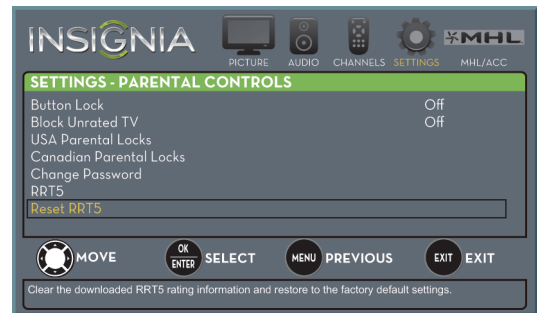 INSIGNIA
PICTURE AUDIO CHANNELS SETTINGS MHL MHL/ACC
SETTINGS - PARENTAL CONTROLS
Button Lock Off
Block Unrated TV Off
USA Parental Locks
Canadian Parental Locks
Change Password
RRT5
Reset RRT5
MOVE OK ENTER SELECT MENU PREVIOUS EXIT EXIT
Clear the downloaded RRT5 rating information and restore to the factory default settings.